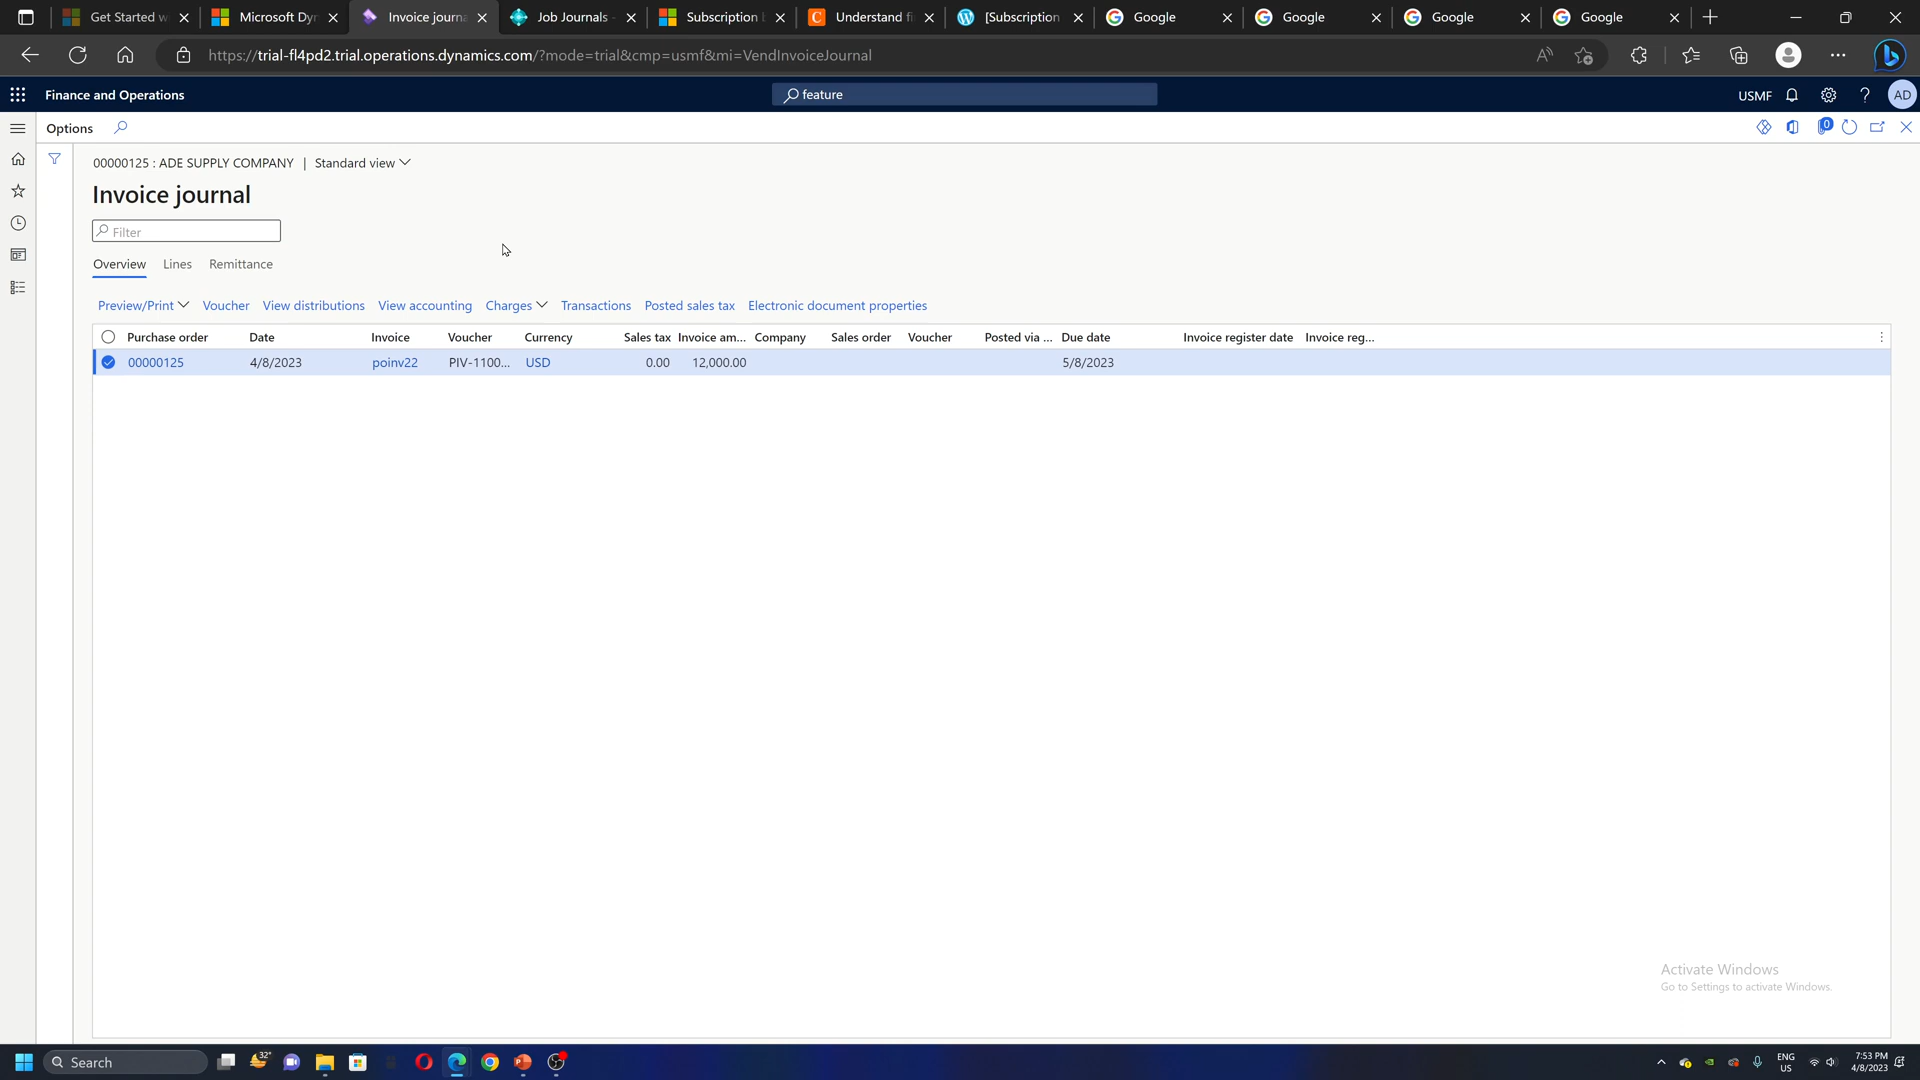 Get Started w
Microsoft Dyn
Invoice journa
Job Journals -
Subscription b
Understand fi
[Subscription
Google
Google
Google
Google
https://trial-fl4pd2.trial.operations.dynamics.com/?mode=trial&cmp=usmf&mi=VendInvoiceJournal
Finance and Operations
feature
USMF
AD
Options
0
00000125 : ADE SUPPLY COMPANY | Standard view
Invoice journal
Filter
Overview Lines Remittance
Preview/Print Voucher View distributions View accounting Charges Transactions Posted sales tax Electronic document properties
Purchase order Date Invoice Voucher Currency Sales tax Invoice am... Company Sales order Voucher Posted via ... Due date Invoice register date Invoice reg...
00000125 4/8/2023 poinv22 PIV-1100... USD 0.00 12,000.00 5/8/2023
Activate Windows
Go to Settings to activate Windows.
Search
32°
ENG
US
7:53 PM
4/8/2023